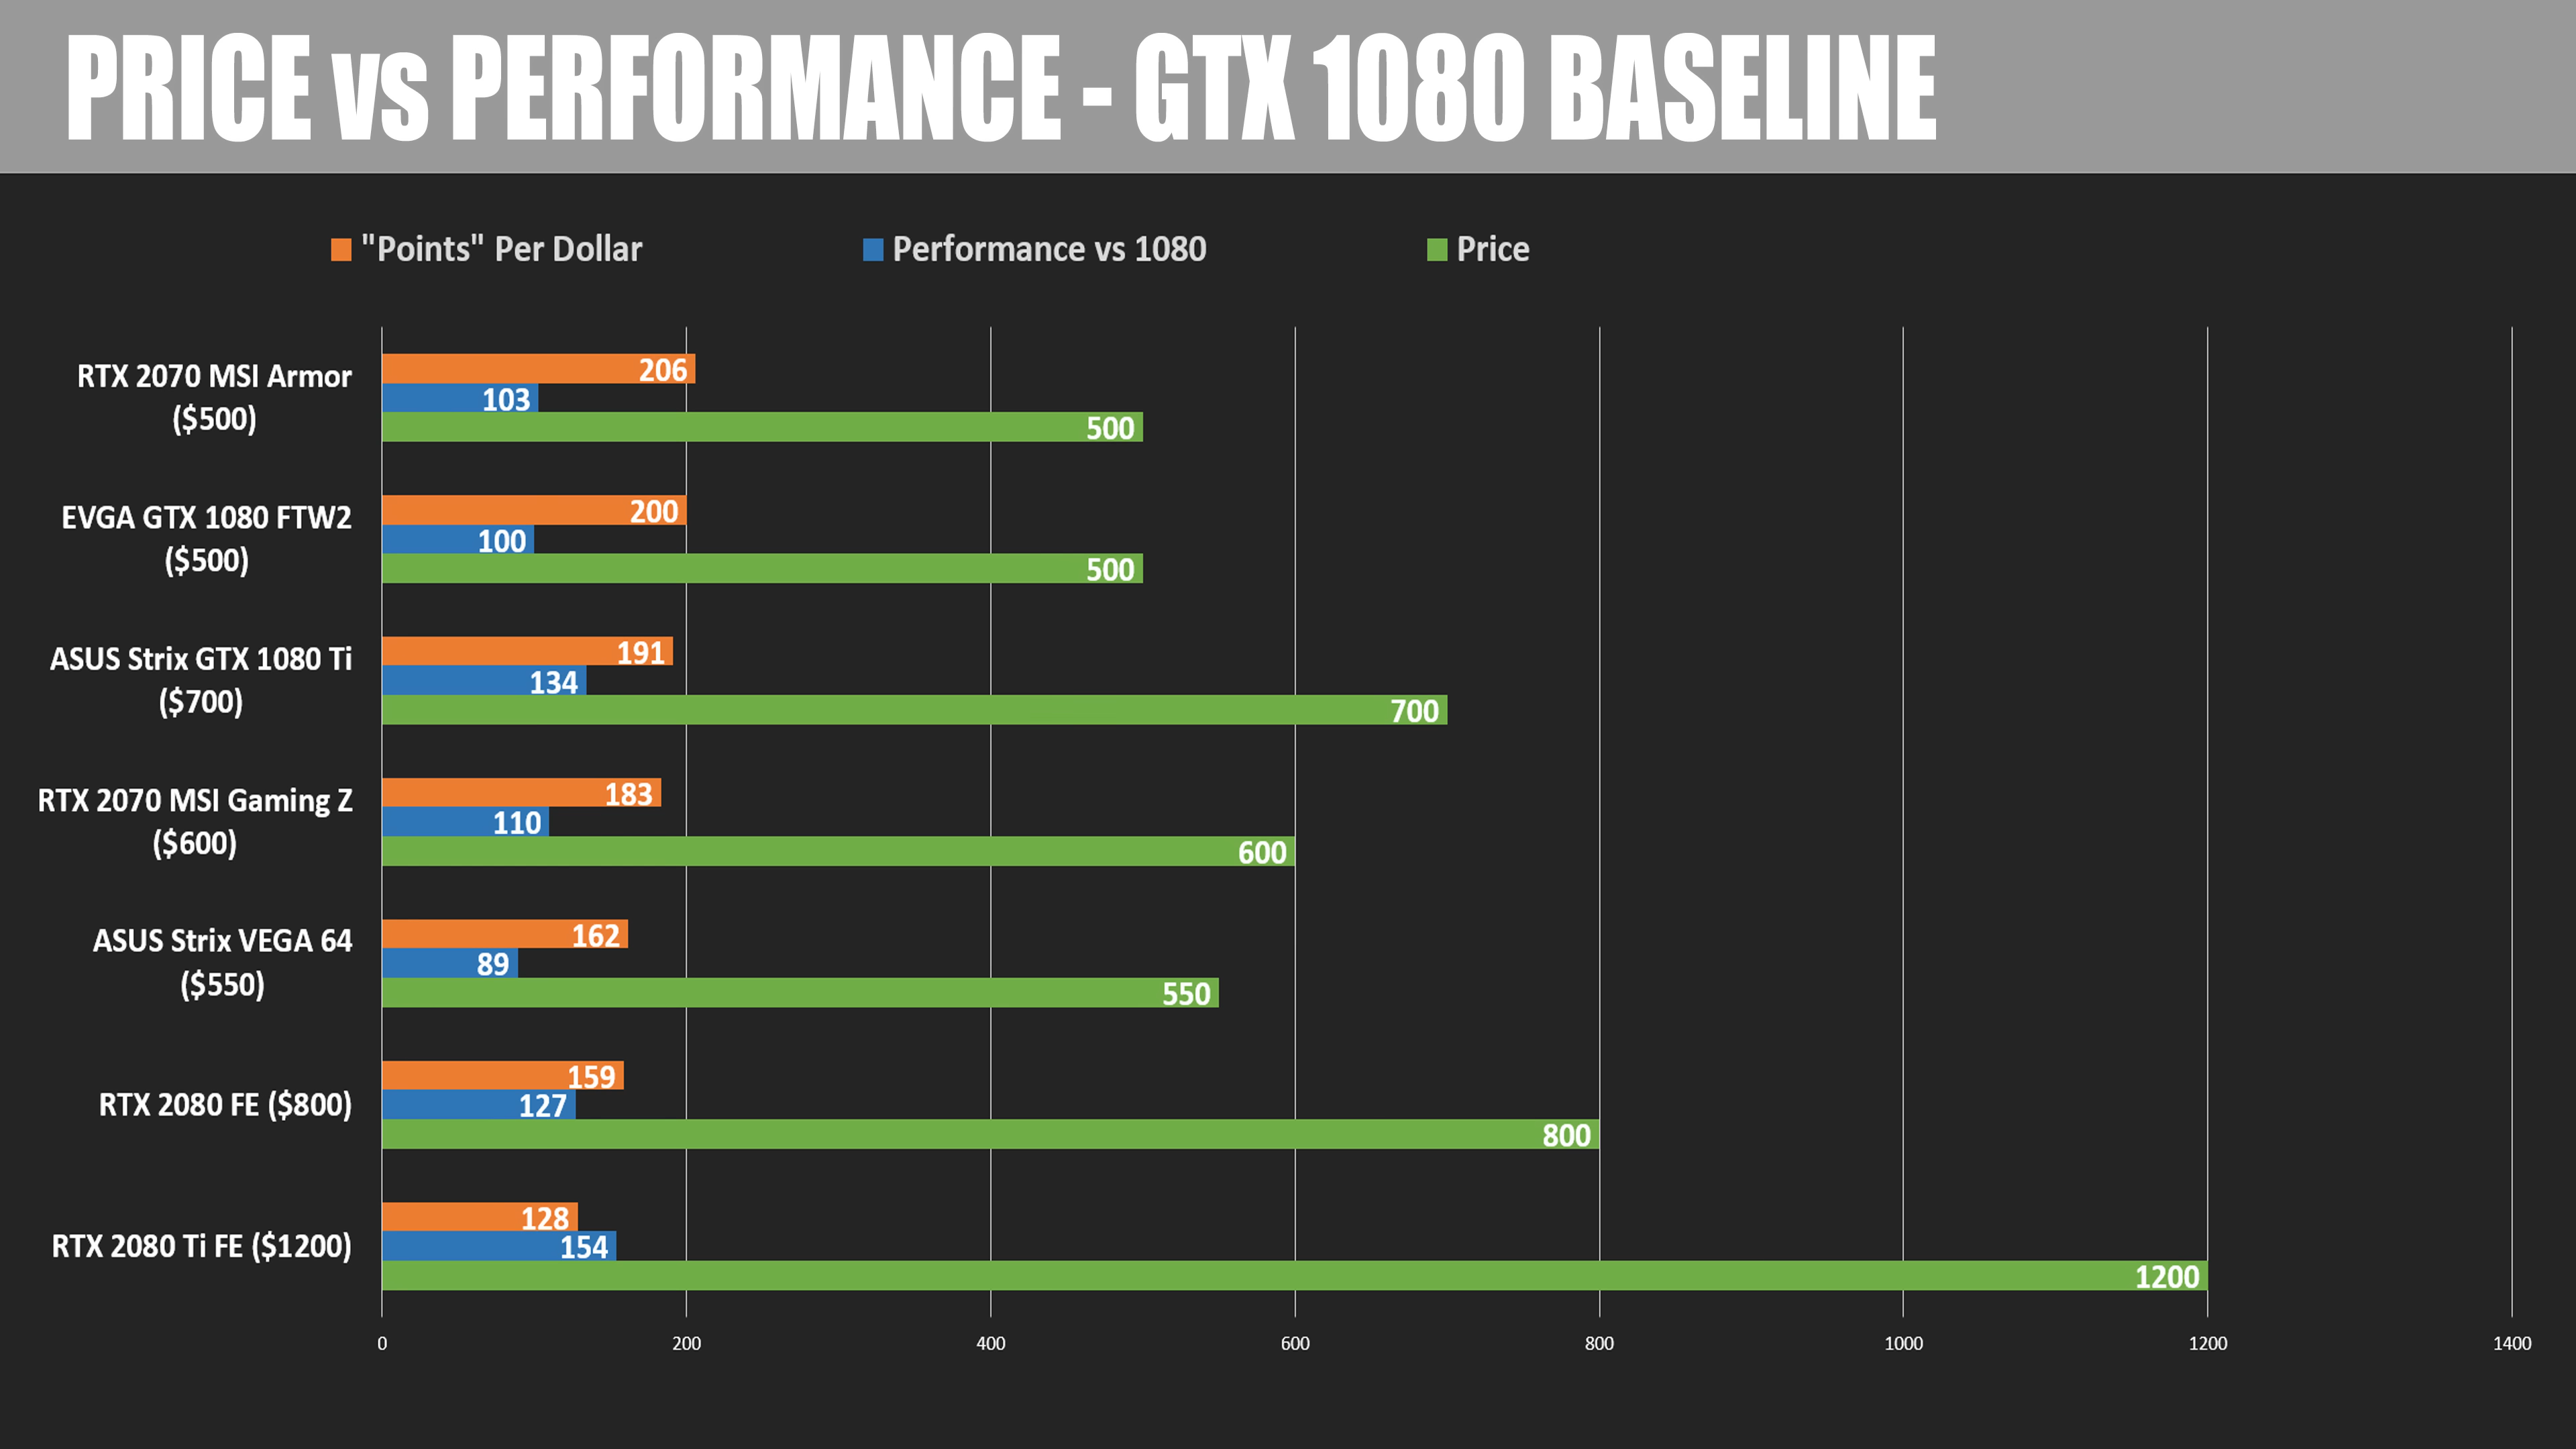 PRICE vs PERFORMANCE - GTX 1080 BASELINE
"Points" Per Dollar Performance vs 1080 Price
RTX 2070 MSI Armor
($500)
206
103
500
EVGA GTX 1080 FTW2
($500)
200
100
500
ASUS Strix GTX 1080 Ti
($700)
191
134
700
RTX 2070 MSI Gaming Z
($600)
183
110
600
ASUS Strix VEGA 64
($550)
162
89
550
RTX 2080 FE ($800)
159
127
800
RTX 2080 Ti FE ($1200)
128
154
1200
0 200 400 600 800 1000 1200 1400